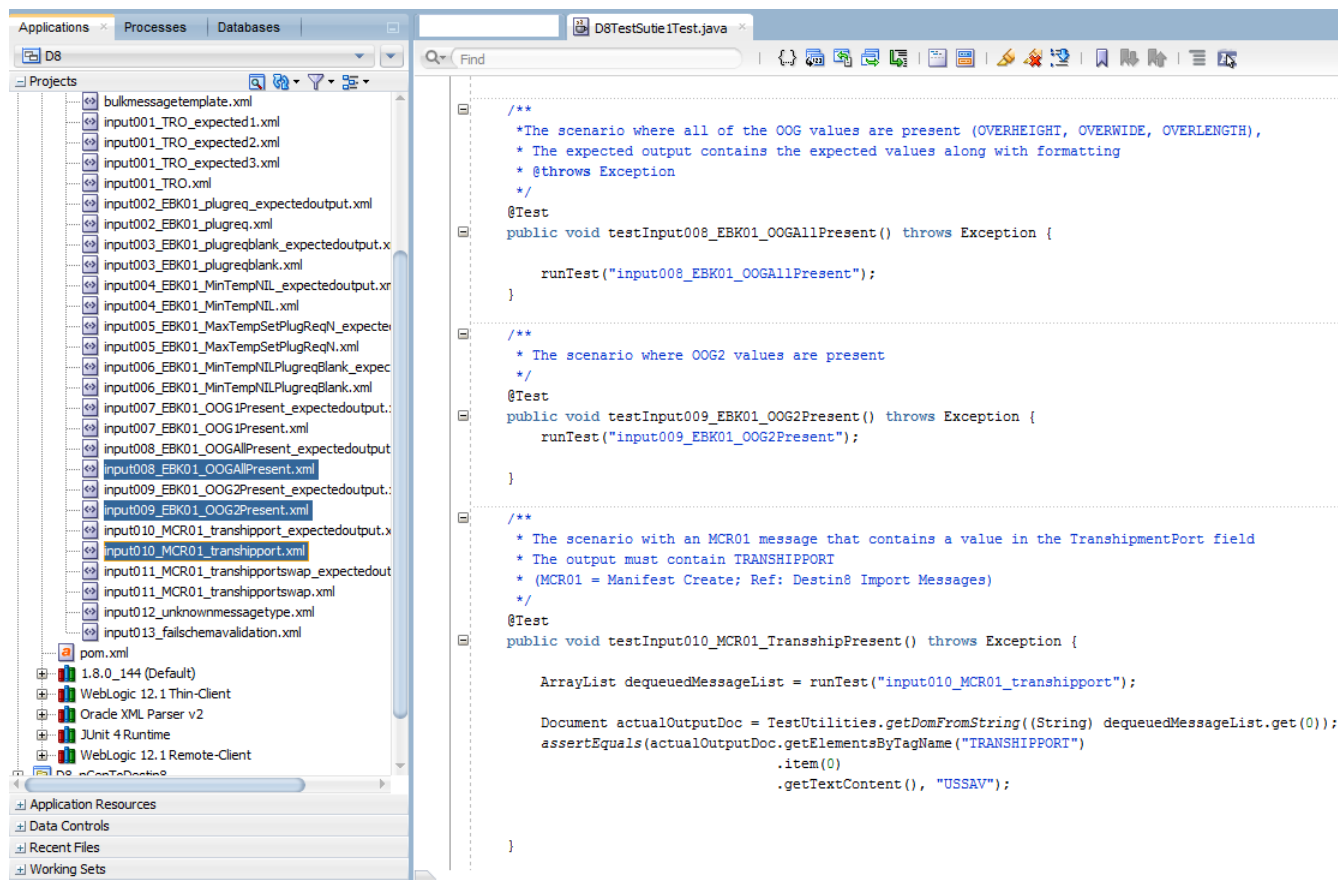 Applications
Processes
Databases
D8
Projects
bulkmessagetemplate.xml
input001_TRO_expected1.xml
input001_TRO_expected2.xml
input001_TRO_expected3.xml
input001_TRO.xml
input002_EBK01_plugreq_expectedoutput.xml
input002_EBK01_plugreq.xml
input003_EBK01_plugreqblank_expectedoutput.x
input003_EBK01_plugreqblank.xml
input004_EBK01_MinTempNIL_expectedoutput.xm
input004_EBK01_MinTempNIL.xml
input005_EBK01_MaxTempSetPlugReqN_expecte
input005_EBK01_MaxTempSetPlugReqN.xml
input006_EBK01_MinTempNILPlugreqBlank_expec
input006_EBK01_MinTempNILPlugreqBlank.xml
input007_EBK01_OOG1Present_expectedoutput.
input007_EBK01_OOG1Present.xml
input008_EBK01_OOGAllPresent_expectedoutput
input008_EBK01_OOGAllPresent.xml
input009_EBK01_OOG2Present_expectedoutput.
input009_EBK01_OOG2Present.xml
input010_MCR01_transhipport_expectedoutput.x
input010_MCR01_transhipport.xml
input011_MCR01_transhipportswap_expectedout
input011_MCR01_transhipportswap.xml
input012_unknownmessagetype.xml
input013_failschemavalidation.xml
pom.xml
1.8.0_144 (Default)
WebLogic 12.1 Thin-Client
Oracle XML Parser v2
JUnit 4 Runtime
WebLogic 12.1 Remote-Client
Application Resources
Data Controls
Recent Files
Working Sets
D8TestSutie1Test.java
Find
/**
*The scenario where all of the OOG values are present (OVERHEIGHT, OVERWIDE, OVERLENGTH),
* The expected output contains the expected values along with formatting
* @throws Exception
*/
@Test
public void testInput008_EBK01_OOGAllPresent() throws Exception {
runTest("input008_EBK01_OOGAllPresent");
}
/**
* The scenario where OOG2 values are present
*/
@Test
public void testInput009_EBK01_OOG2Present() throws Exception {
runTest("input009_EBK01_OOG2Present");
}
/**
* The scenario with an MCR01 message that contains a value in the TranshipmentPort field
* The output must contain TRANSHIPPORT
* (MCR01 = Manifest Create; Ref: Destin8 Import Messages)
*/
@Test
public void testInput010_MCR01_TransshipPresent() throws Exception {
ArrayList dequeuedMessageList = runTest("input010_MCR01_transhipport");
Document actualOutputDoc = TestUtilities.getDomFromString((String) dequeuedMessageList.get(0));
assertEquals(actualOutputDoc.getElementsByTagName("TRANSHIPPORT")
.item(0)
.getTextContent(), "USSAV");
}